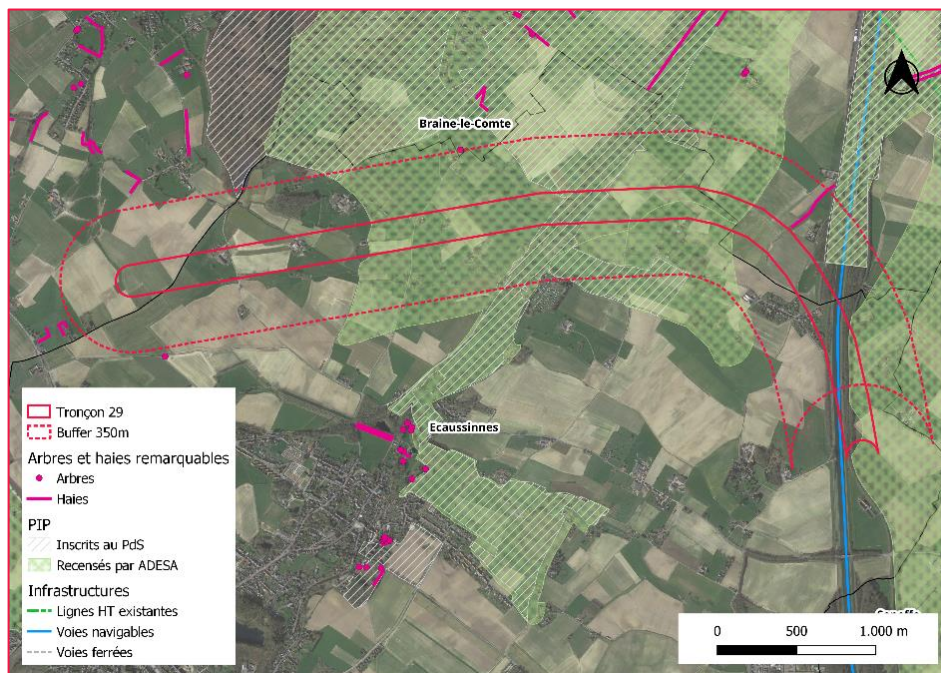 Braine-le-Comte
Ecaussinnes
Tronçon 29
Buffer 350m
Arbres et haies remarquables
Arbres
Haies
PIP
Inscrits au PdS
Recensés par ADESA
Infrastructures
Lignes HT existantes
Voies navigables
Voies ferrées
0 500 1.000 m